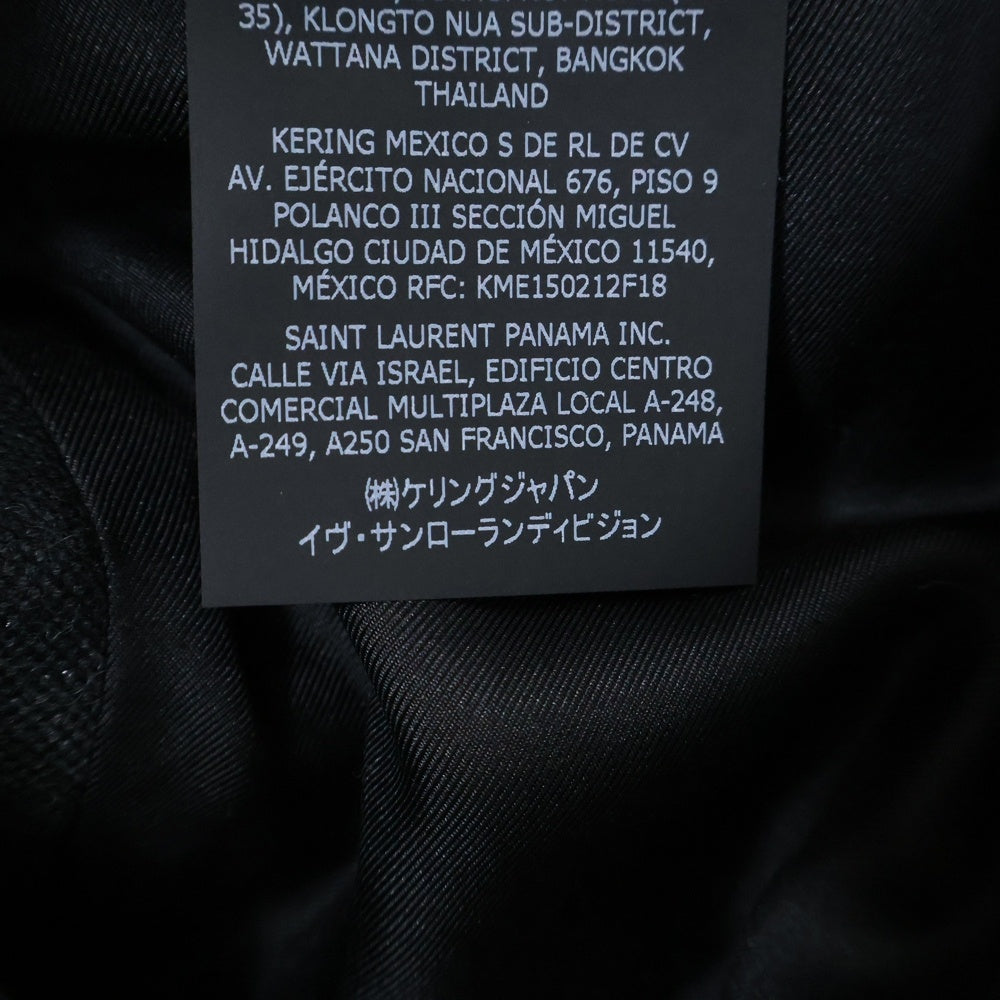 35), KLONGTO NUA SUB-DISTRICT,
WATTANA DISTRICT, BANGKOK
THAILAND
KERING MEXICO S DE RL DE CV
AV. EJÉRCITO NACIONAL 676, PISO 9
POLANCO III SECCIÓN MIGUEL
HIDALGO CIUDAD DE MÉXICO 11540,
MÉXICO RFC: KME150212F18
SAINT LAURENT PANAMA INC.
CALLE VIA ISRAEL, EDIFICIO CENTRO
COMERCIAL MULTIPLAZA LOCAL A-248,
A-249, A250 SAN FRANCISCO, PANAMA
㈱ケリングジャパン
イヴ・サンローランディビジョン